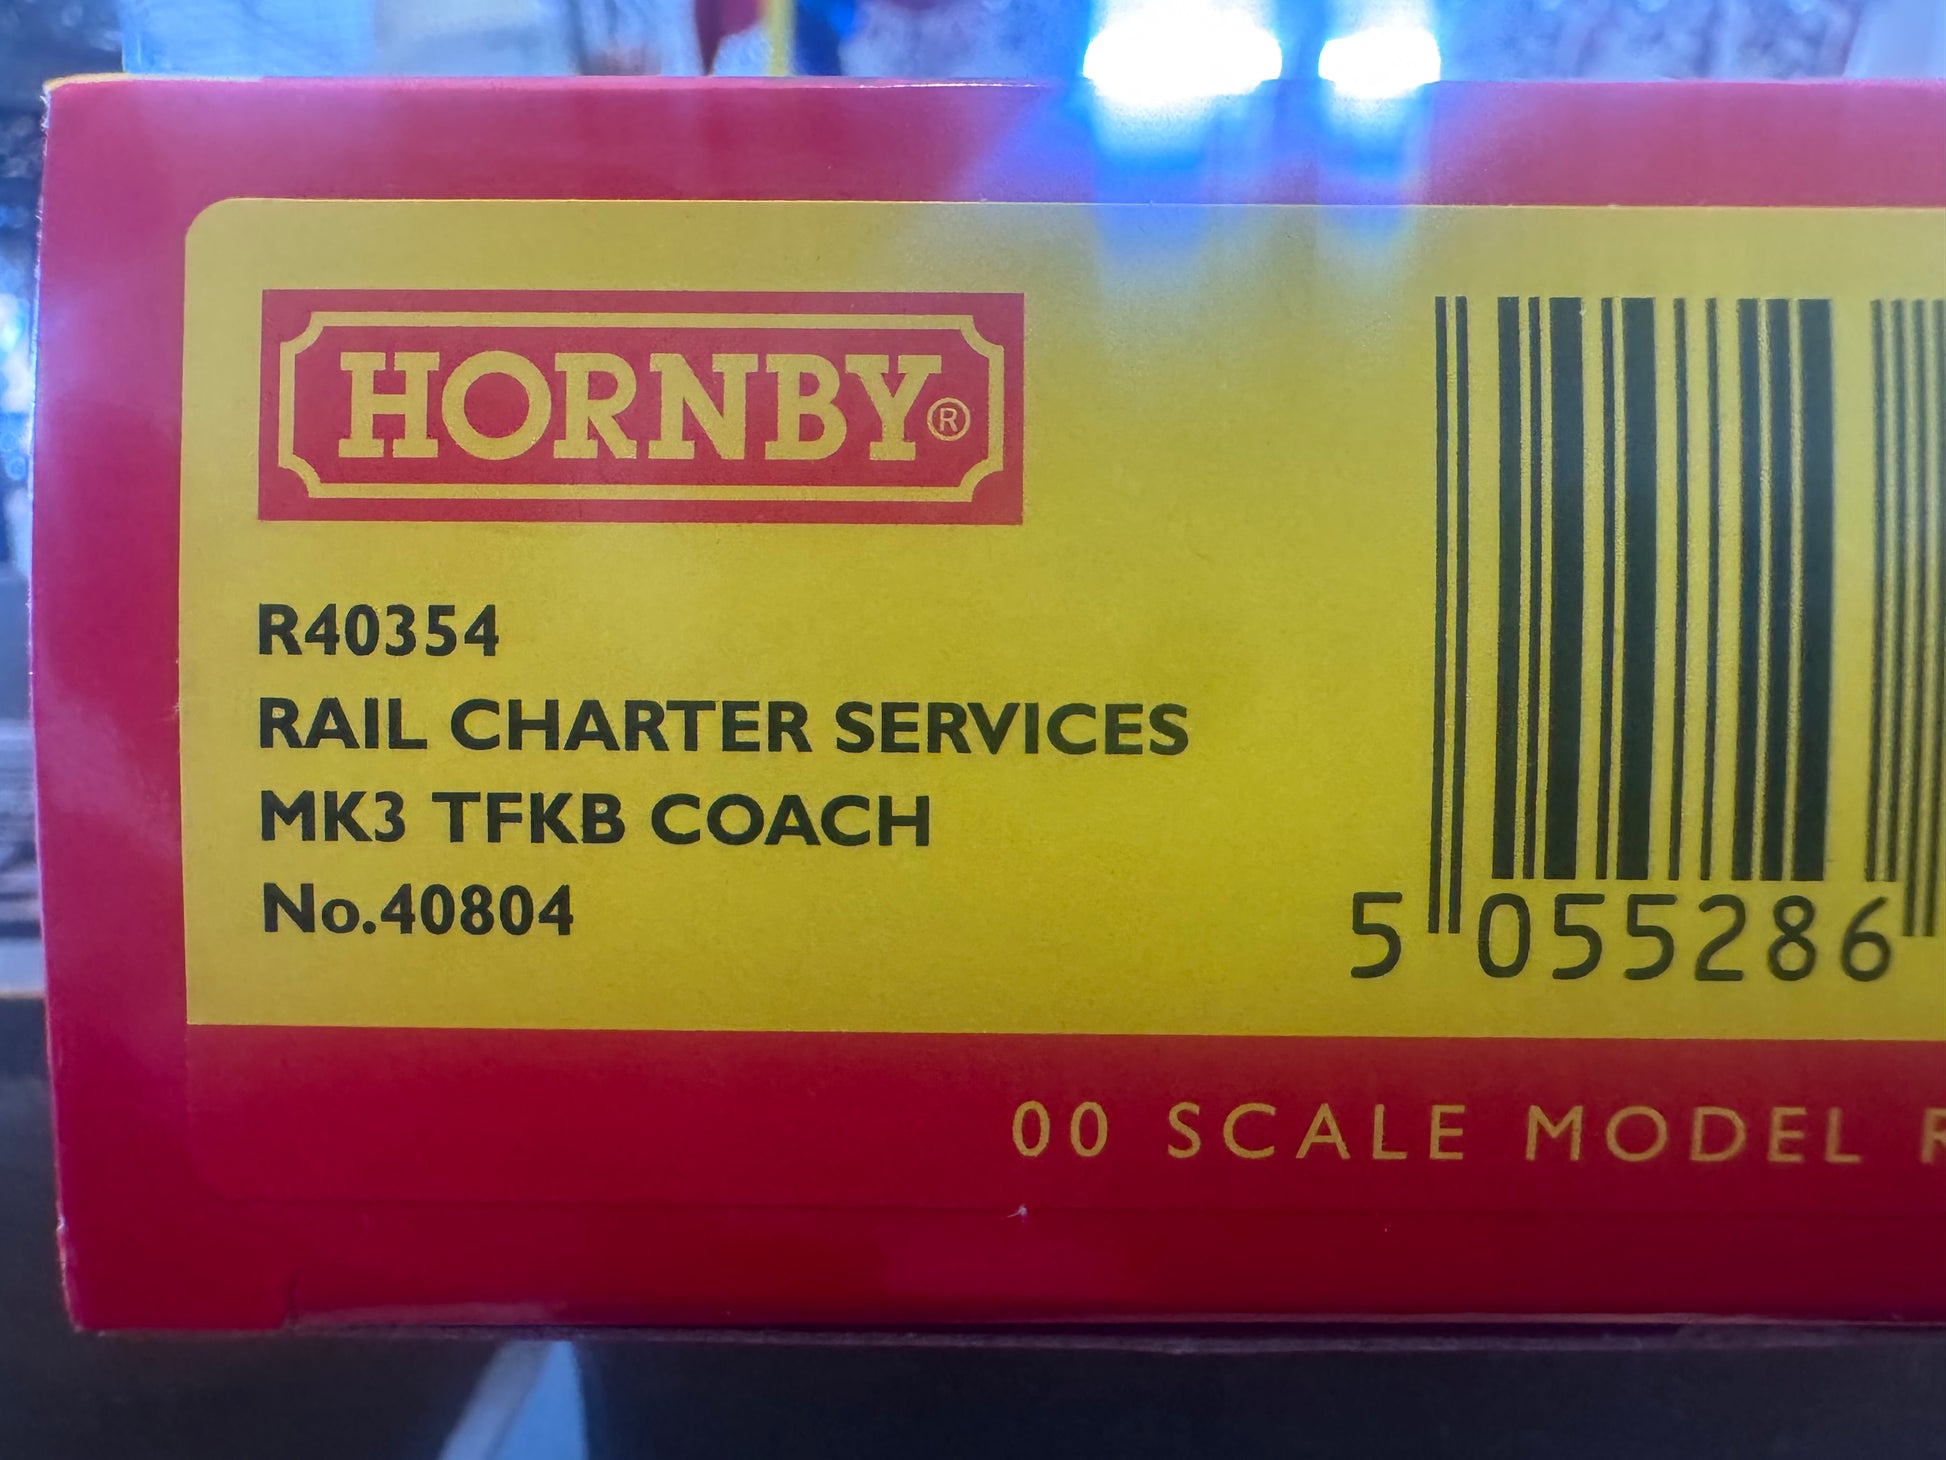 HORNBY®
R40354
RAIL CHARTER SERVICES
MK3 TFKB COACH
No.40804
5 055286
00 SCALE MODEL